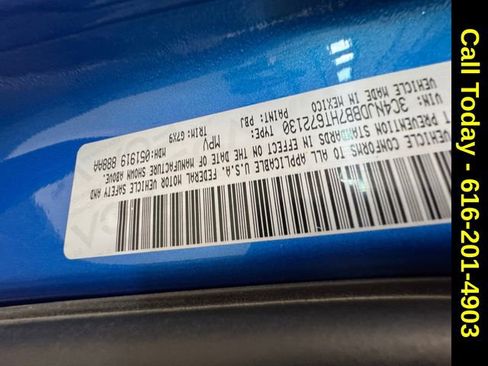 VEHICLE CONFORMS TO ALL APPLICABLE U.S.A. FEDERAL MOTOR VEHICLE SAFETY AND
T PREVENTION STANDARDS IN EFFECT ON THE DATE OF MANUFACTURE SHOWN ABOVE
VIN: 3C4NJDBB7HT672130 TYPE: MPV MDH:051919 888AA
VEHICLE MADE IN MEXICO PAINT: PBJ TRIM: G7X9
Call Today - 616-201-4903